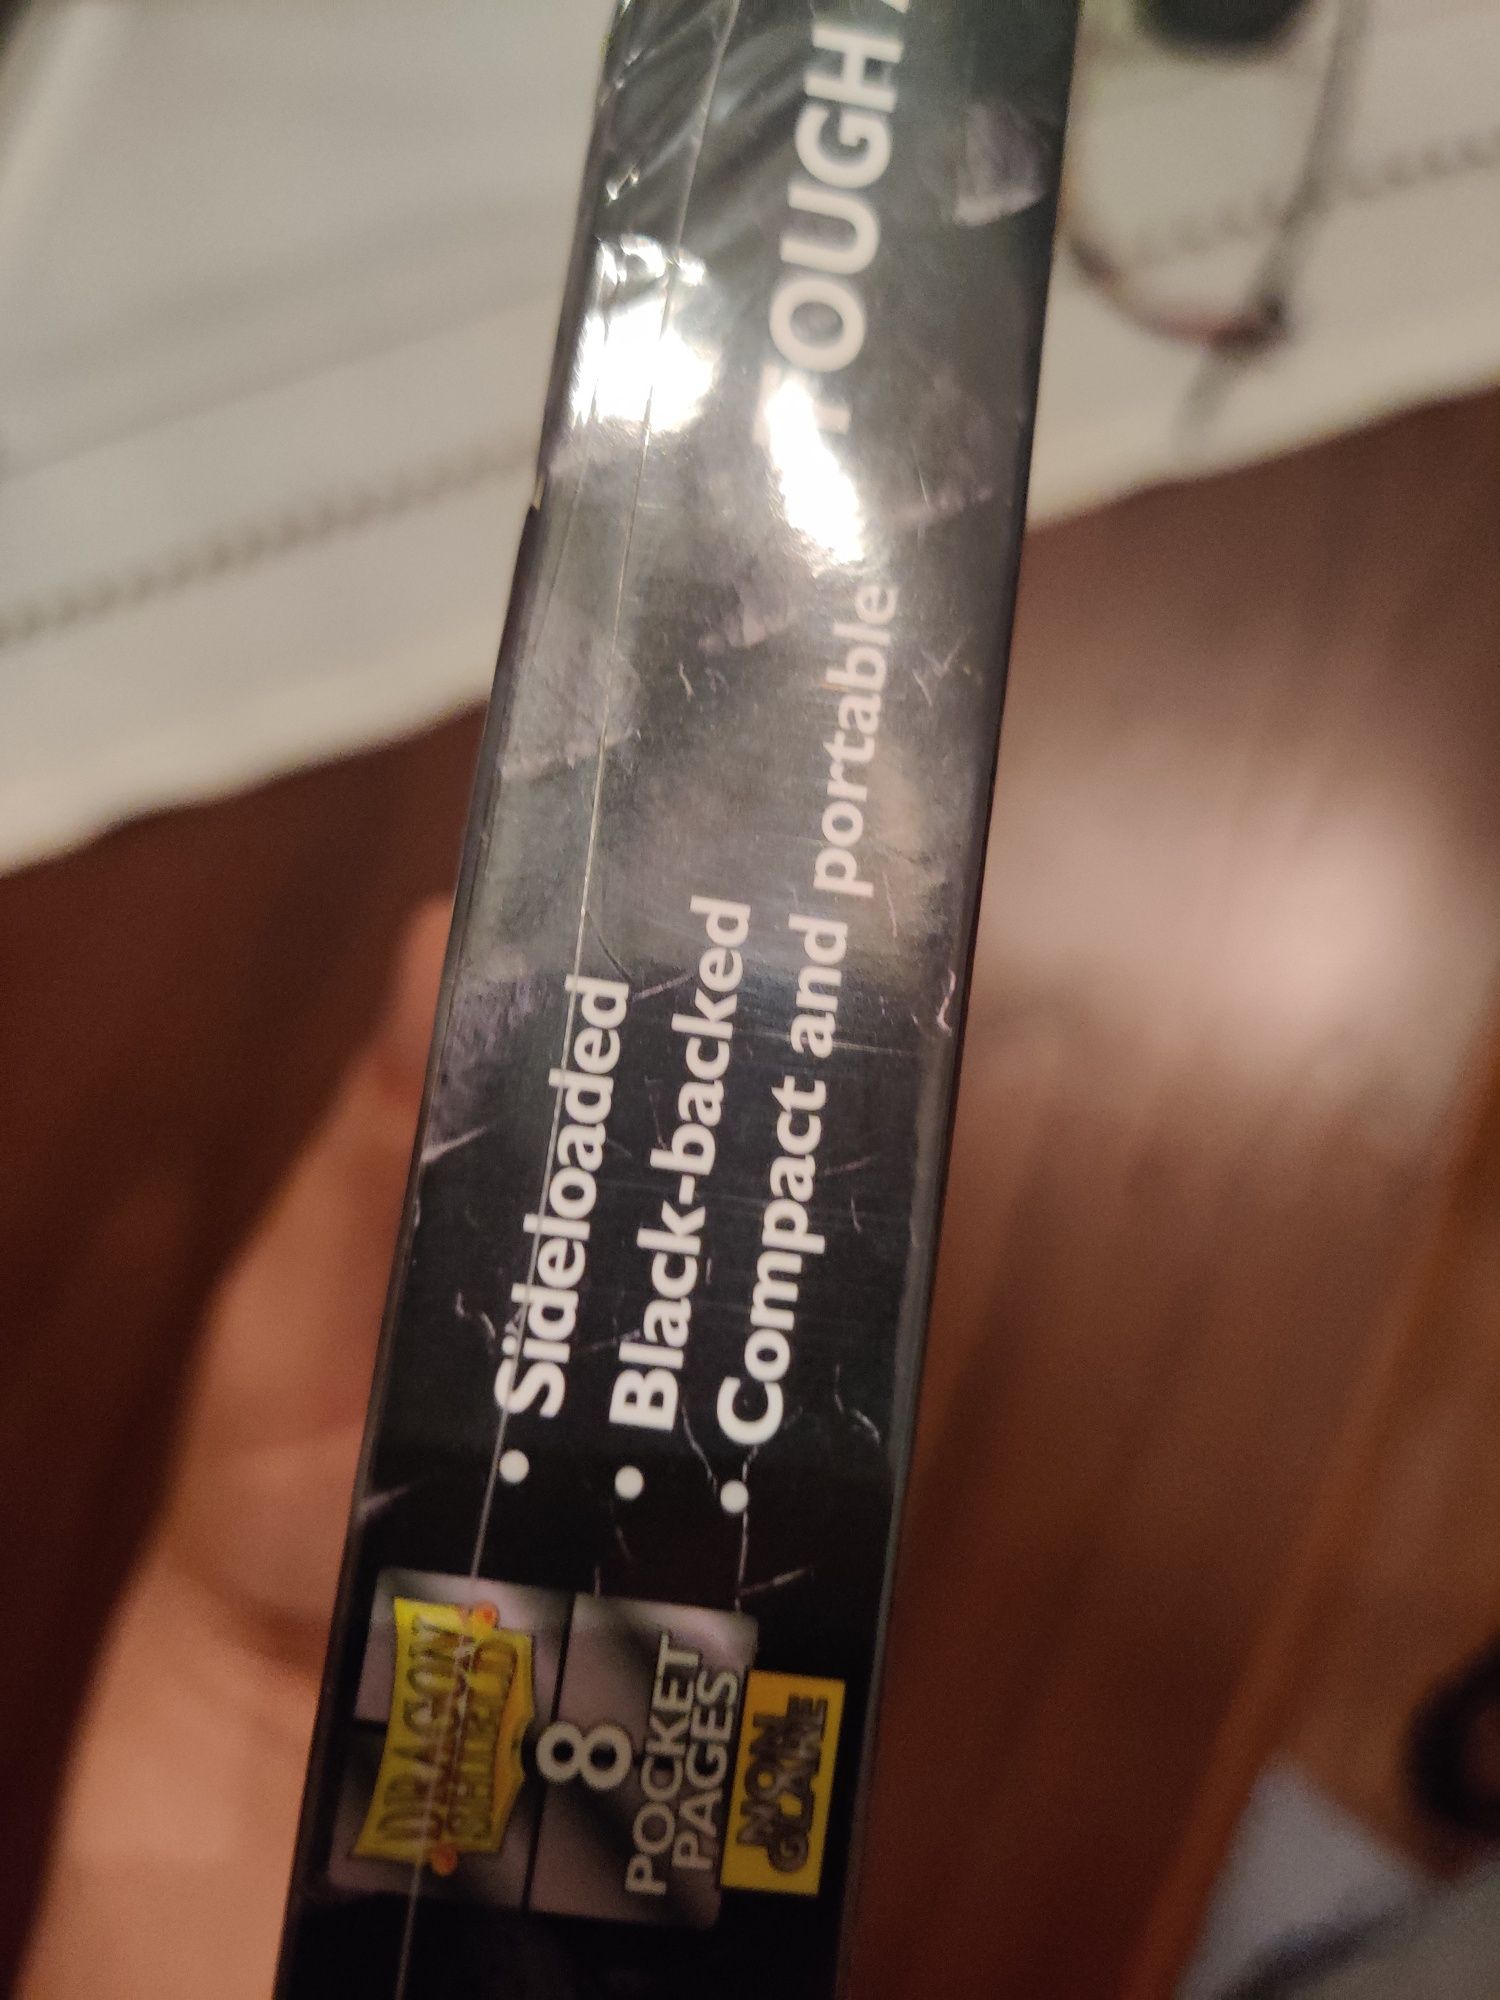 DRAGON
SHIELD
8
POCKET
PAGES
NON
GLARE
• Sideloaded
• Black-backed
• Compact and portable
TOUGH